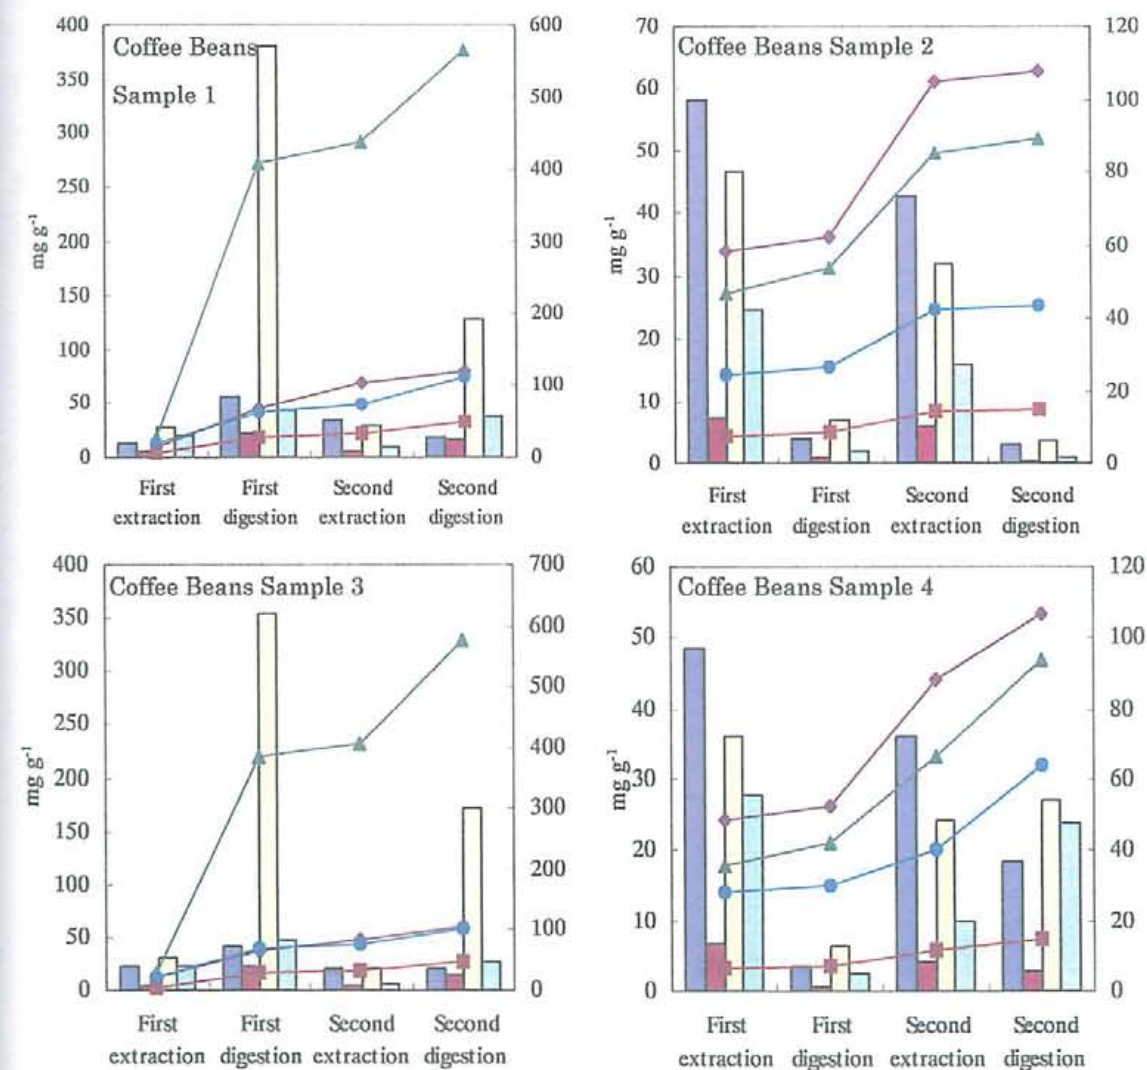 Coffee Beans
Sample 1
400
350
300
250
200
150
100
50
0
mg g⁻¹
600
500
400
300
200
100
0
First extraction
First digestion
Second extraction
Second digestion
Coffee Beans Sample 2
70
60
50
40
30
20
10
0
mg g⁻¹
120
100
80
60
40
20
0
First extraction
First digestion
Second extraction
Second digestion
Coffee Beans Sample 3
400
350
300
250
200
150
100
50
0
mg g⁻¹
700
600
500
400
300
200
100
0
First extraction
First digestion
Second extraction
Second digestion
Coffee Beans Sample 4
60
50
40
30
20
10
0
mg g⁻¹
120
100
80
60
40
20
0
First extraction
First digestion
Second extraction
Second digestion